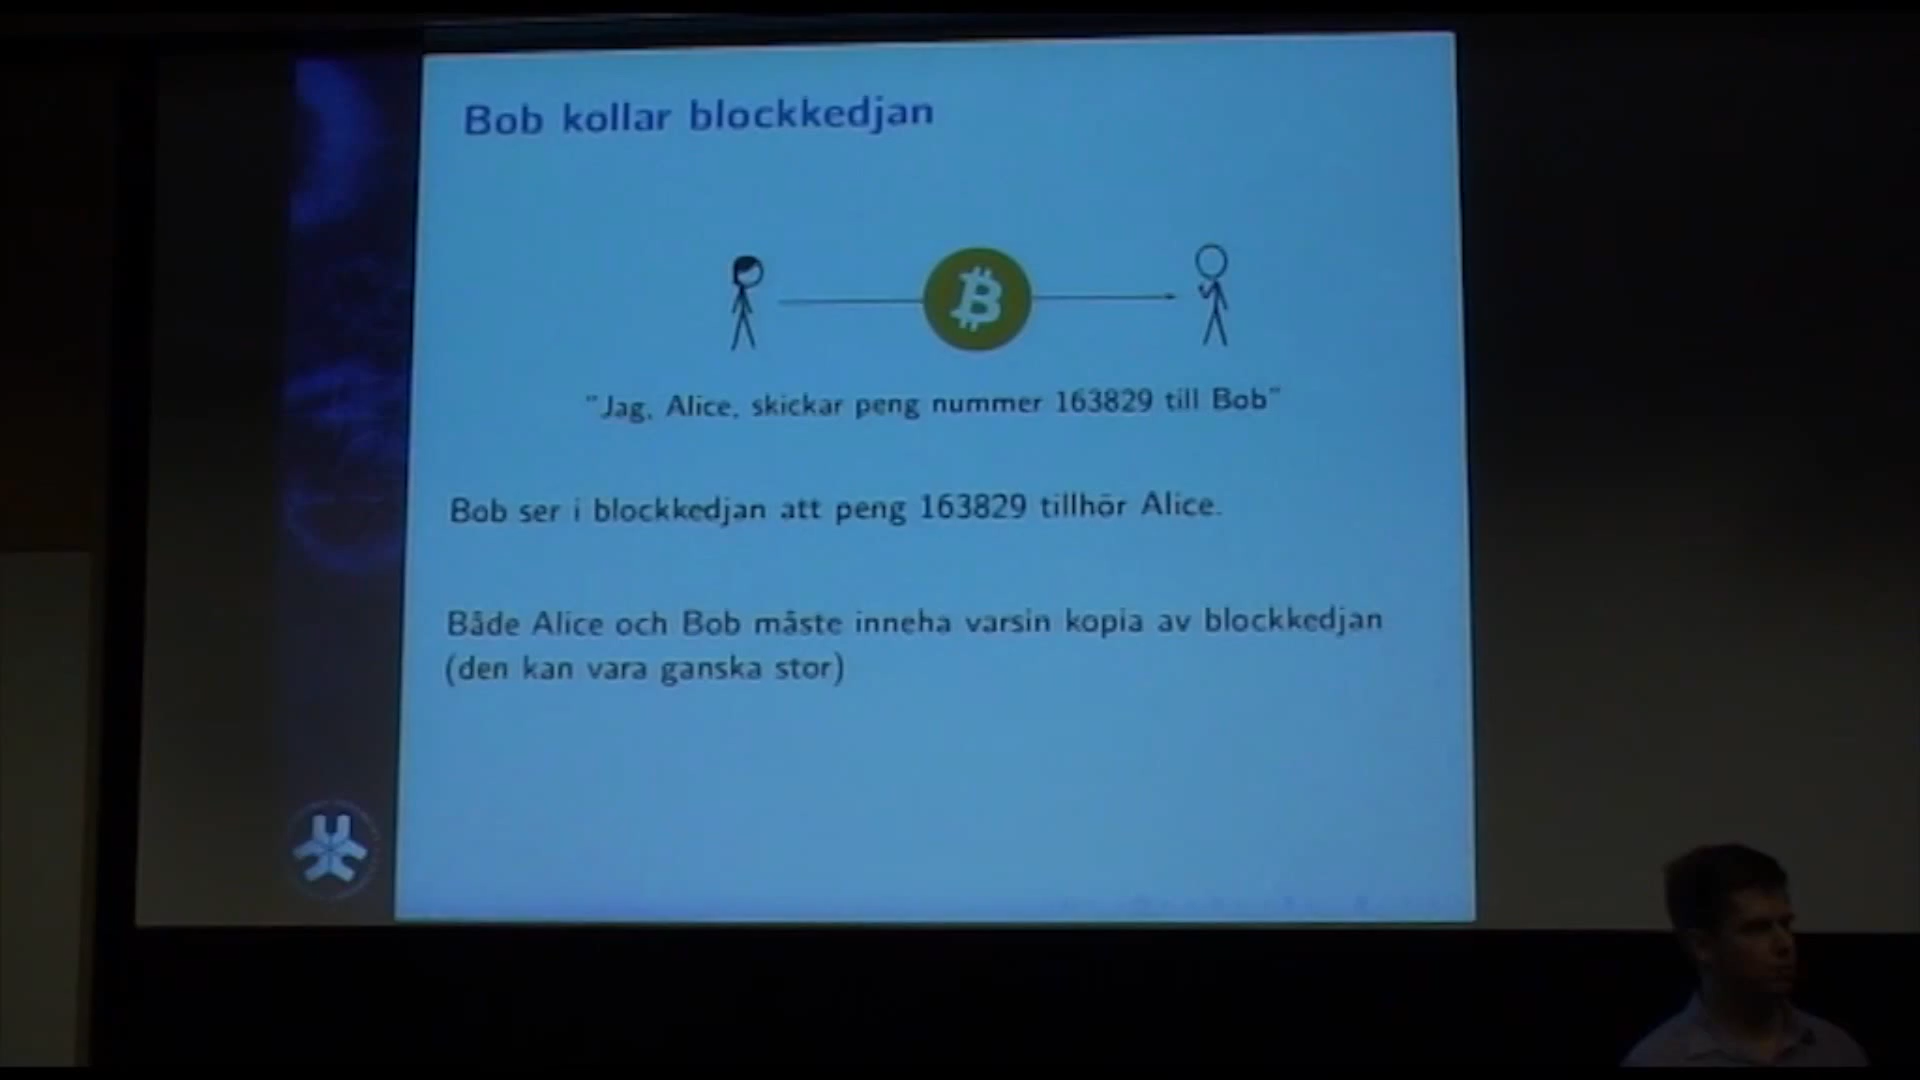 Bob kollar blockkedjan
"Jag, Alice, skickar peng nummer 163829 till Bob"
Bob ser i blockkedjan att peng 163829 tillhör Alice.
Både Alice och Bob måste inneha varsin kopia av blockkedjan
(den kan vara ganska stor)